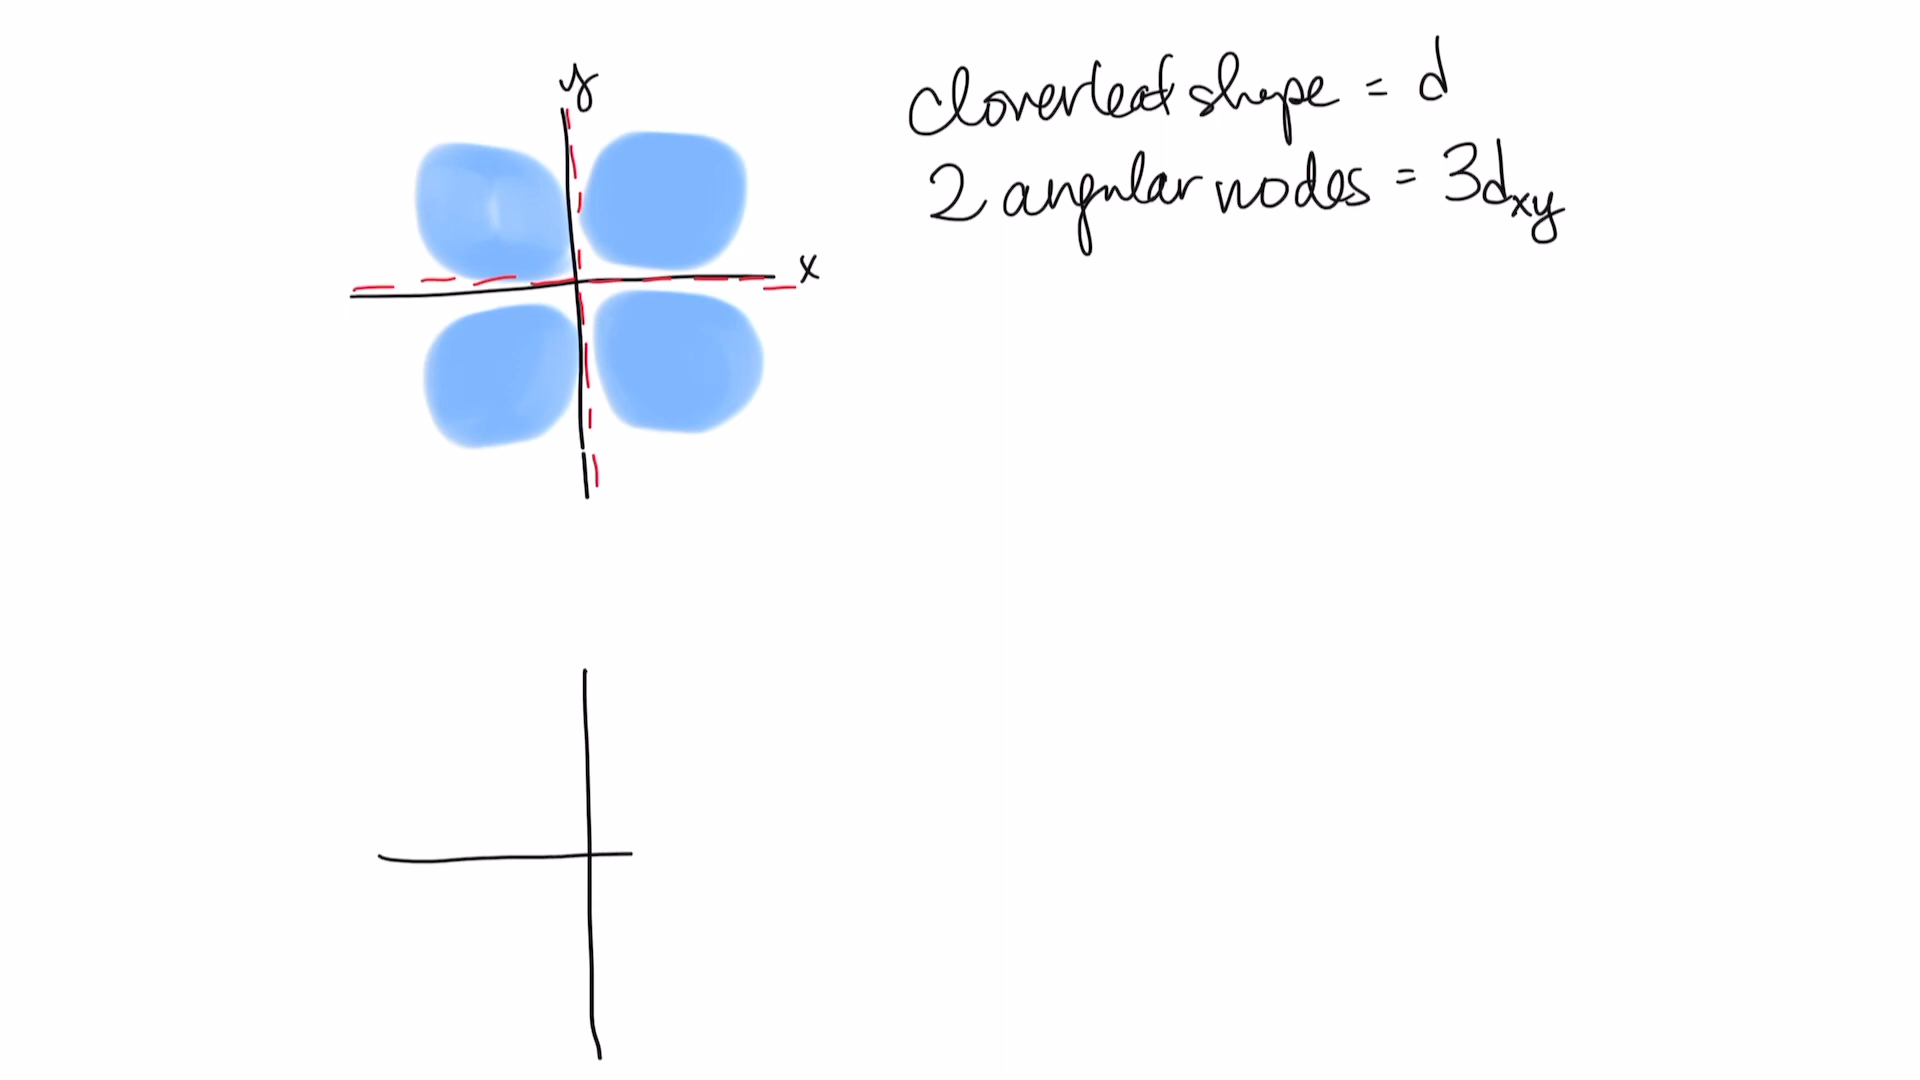 y
cloverleaf shape = d
2 angular nodes = 3dxy
x